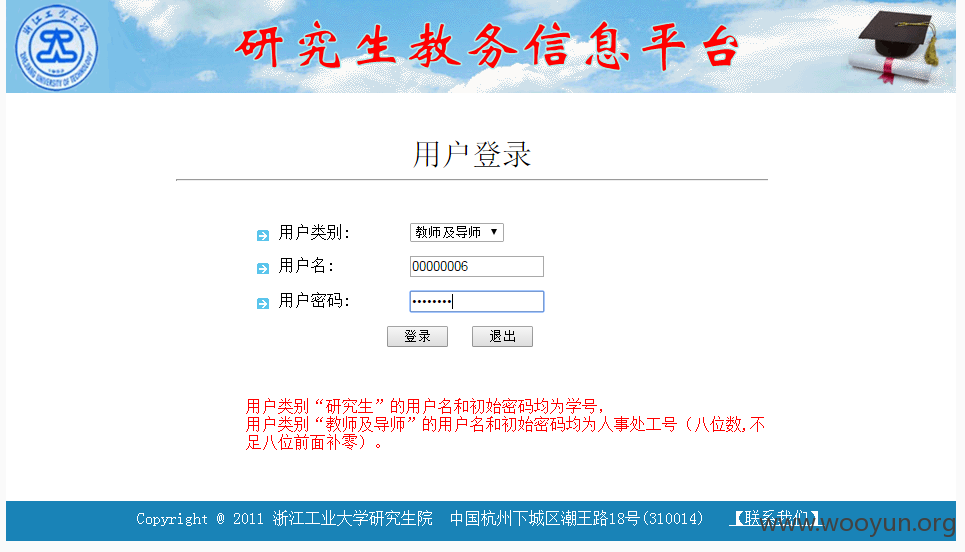 浙江工业大学
ZHEJIANG UNIVERSITY OF TECHNOLOGY
1953
研究生教务信息平台
用户登录
用户类别: 教师及导师
用户名: 00000006
用户密码: ••••••••
登录 退出
用户类别“研究生”的用户名和初始密码均为学号,
用户类别“教师及导师”的用户名和初始密码均为人事处工号（八位数,不
足八位前面补零）。
Copyright @ 2011 浙江工业大学研究生院 中国杭州下城区潮王路18号(310014) 【联系我们】
www.wooyun.org